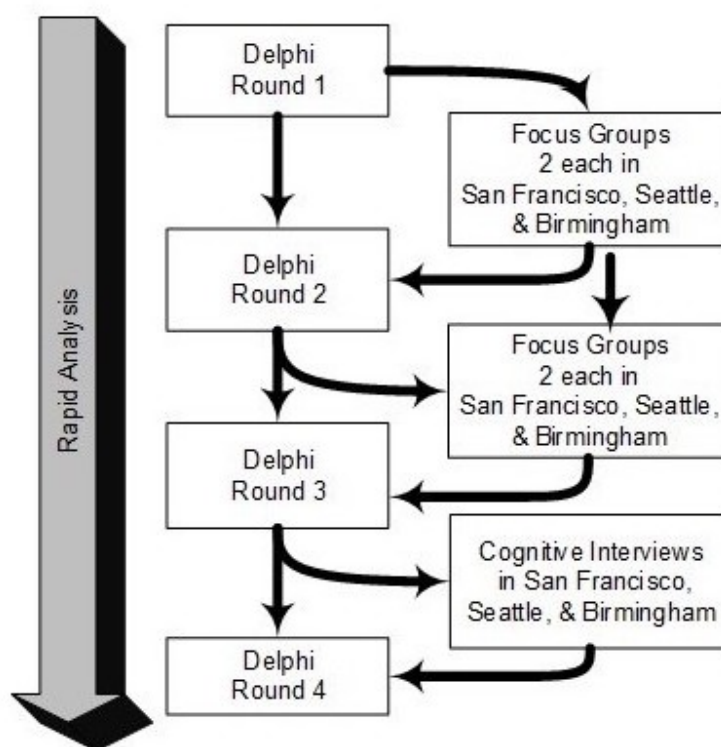 Delphi
Round 1
Focus Groups
2 each in
San Francisco, Seattle,
& Birmingham
Delphi
Round 2
Focus Groups
2 each in
San Francisco, Seattle,
& Birmingham
Delphi
Round 3
Cognitive Interviews
in San Francisco,
Seattle, & Birmingham
Delphi
Round 4
Rapid Analysis